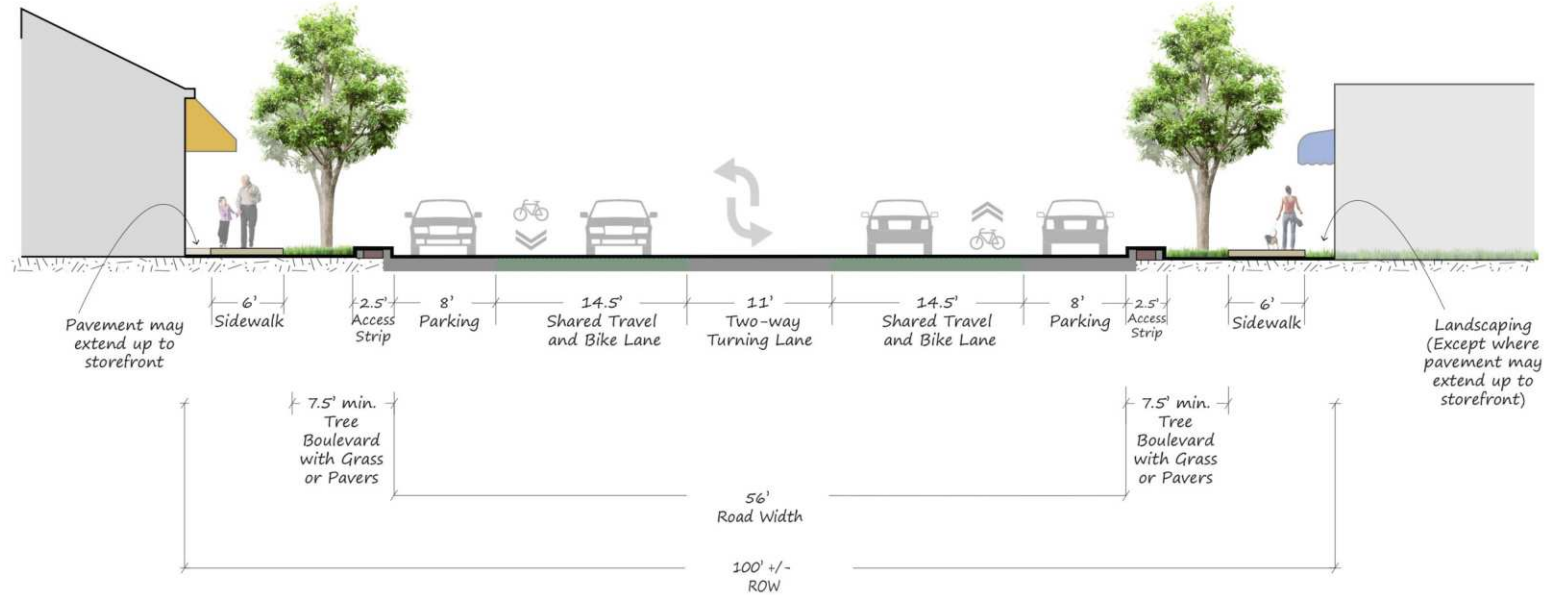 Pavement may
extend up to
storefront
6'
Sidewalk
2.5'
Access
Strip
8'
Parking
14.5'
Shared Travel
and Bike Lane
11'
Two-way
Turning Lane
14.5'
Shared Travel
and Bike Lane
8'
Parking
2.5'
Access
Strip
6'
Sidewalk
Landscaping
(Except where
pavement may
extend up to
storefront)
7.5' min.
Tree
Boulevard
with Grass
or Pavers
7.5' min.
Tree
Boulevard
with Grass
or Pavers
56'
Road Width
100' +/-
ROW